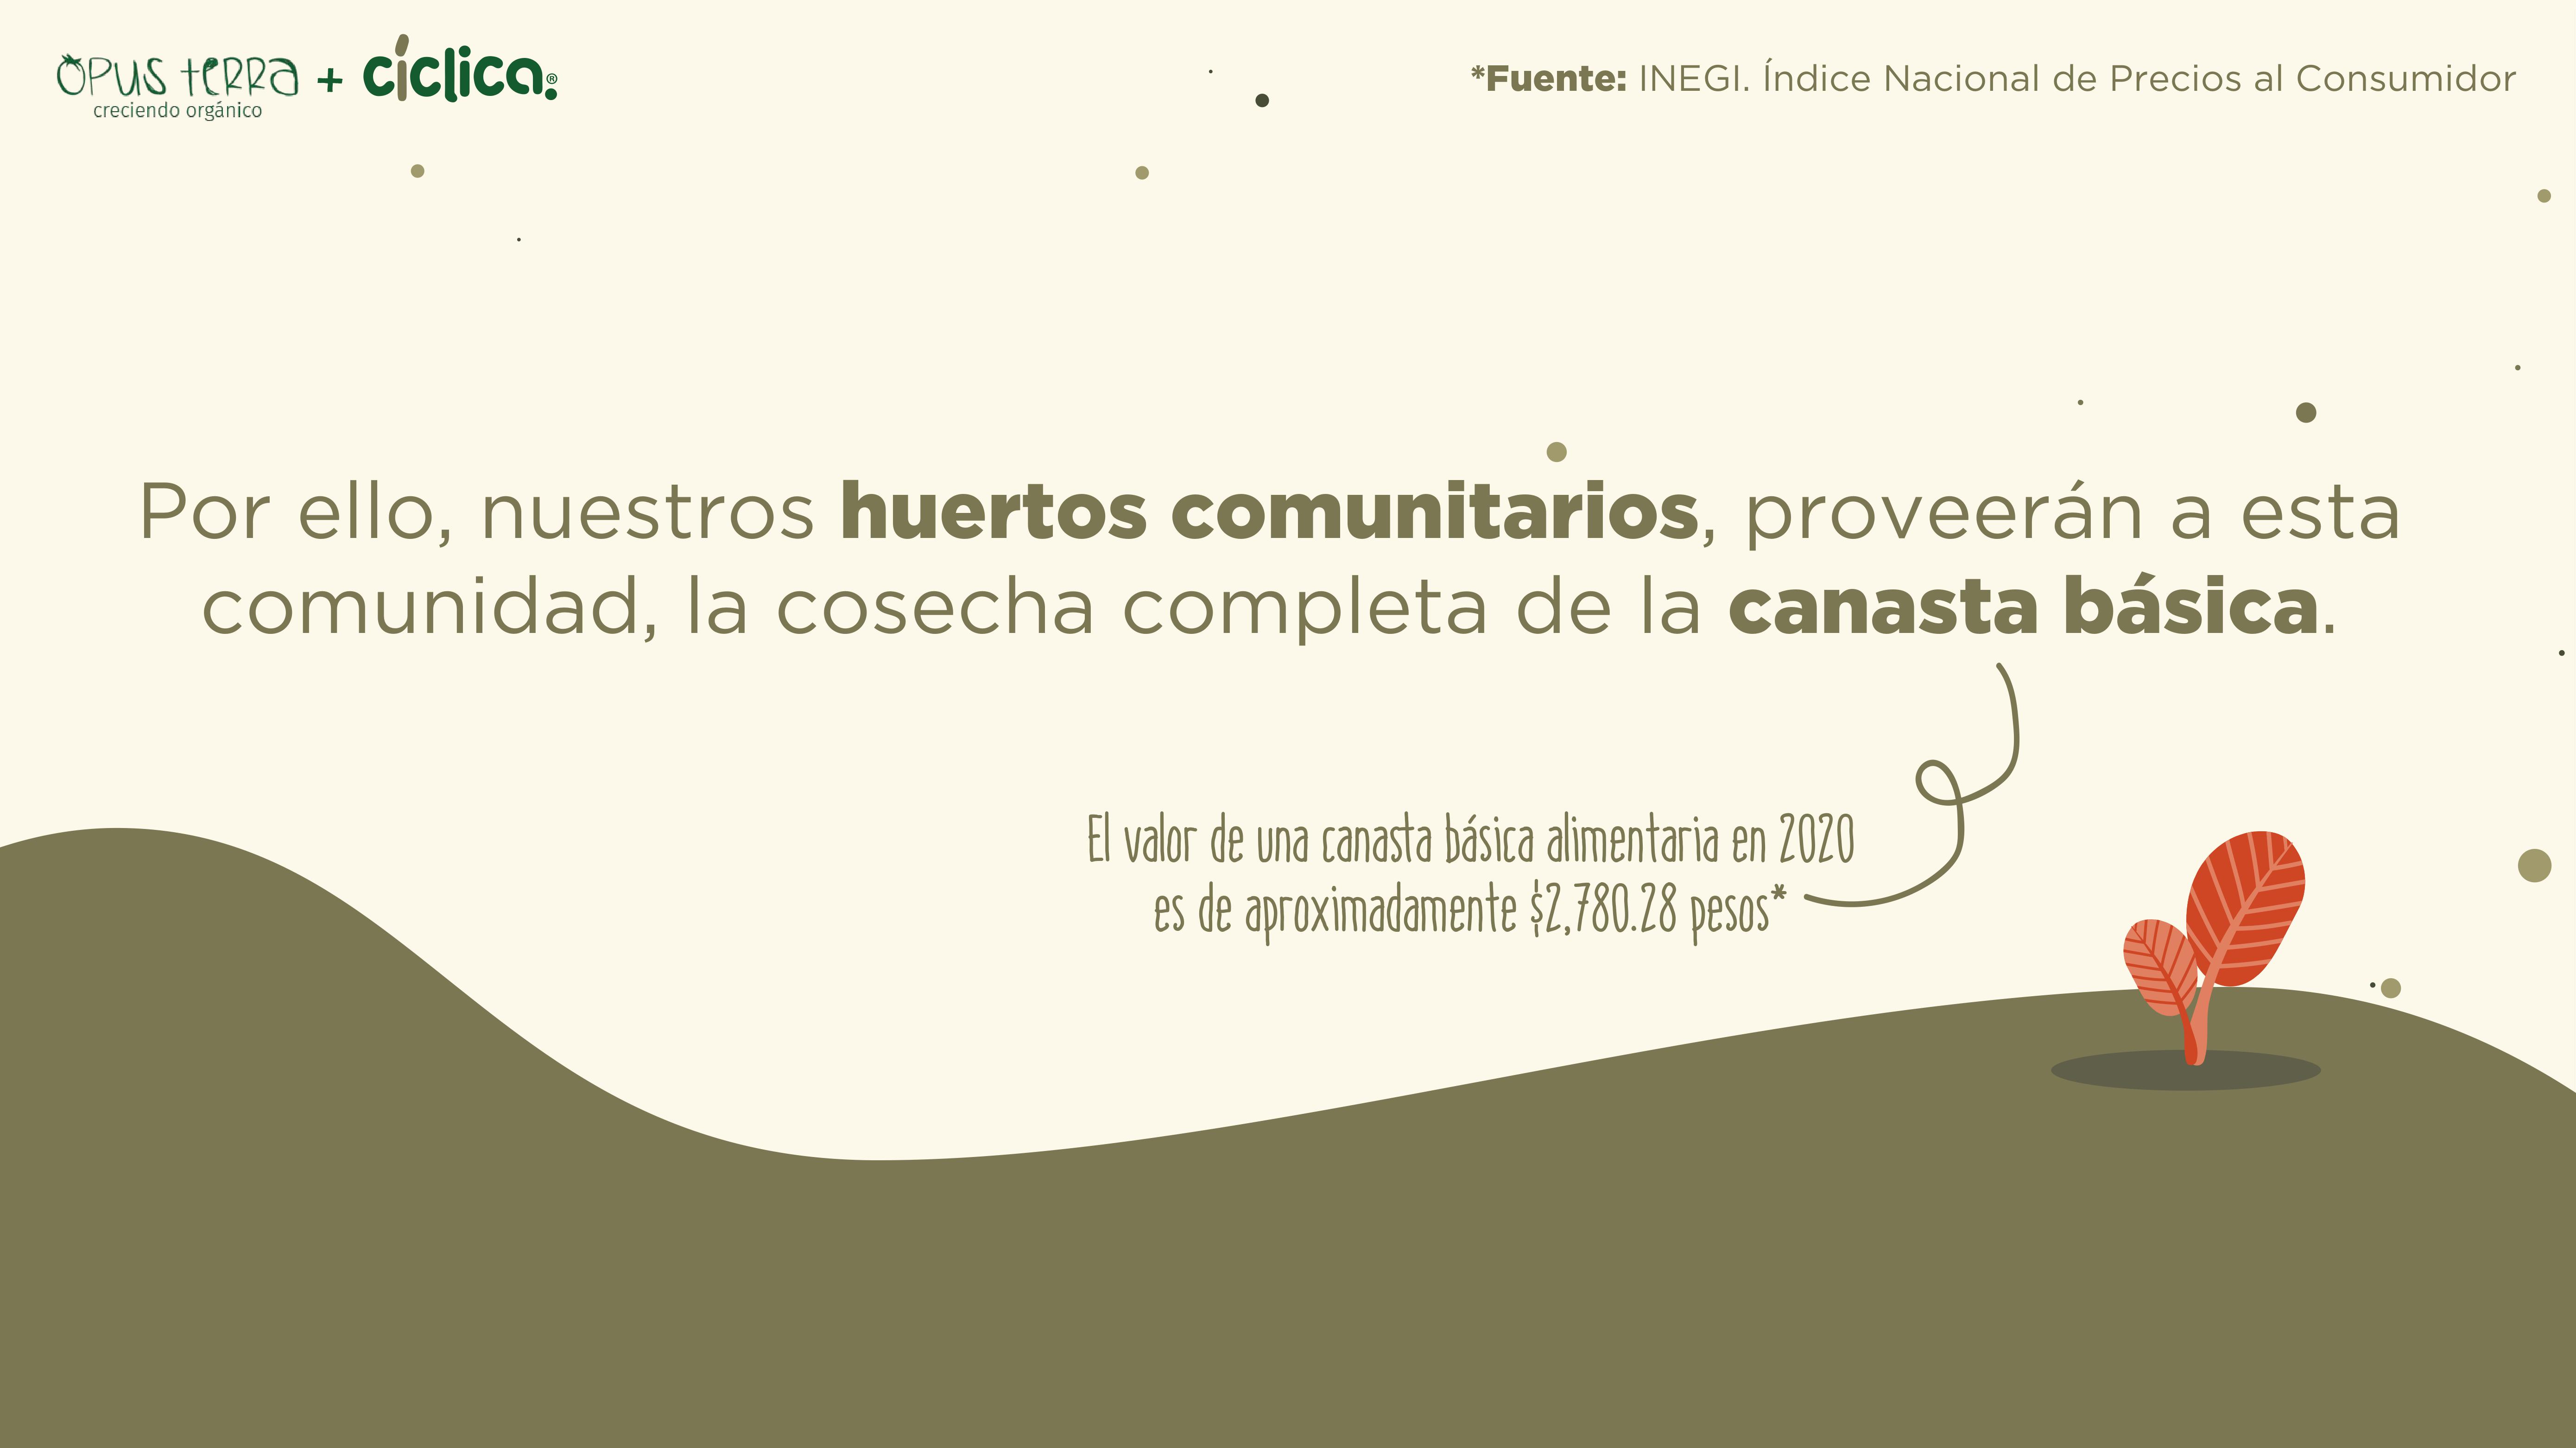 OPUS TERRA + cíclica.®
creciendo orgánico
*Fuente: INEGI. Índice Nacional de Precios al Consumidor
Por ello, nuestros huertos comunitarios, proveerán a esta
comunidad, la cosecha completa de la canasta básica.
El valor de una canasta básica alimentaria en 2020
es de aproximadamente $2,780.28 pesos*